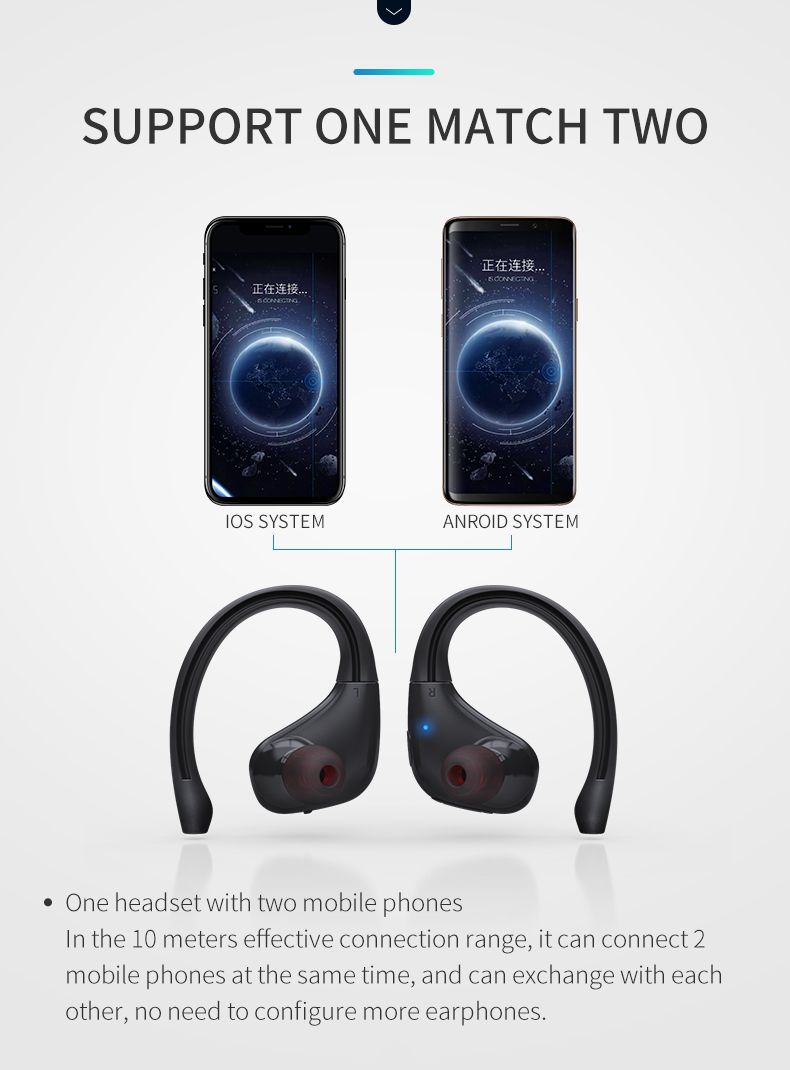 SUPPORT ONE MATCH TWO
正在连接...
IS CONNECTING...
正在连接...
IS CONNECTING...
IOS SYSTEM
ANROID SYSTEM
L
R
• One headset with two mobile phones
In the 10 meters effective connection range, it can connect 2
mobile phones at the same time, and can exchange with each
other, no need to configure more earphones.